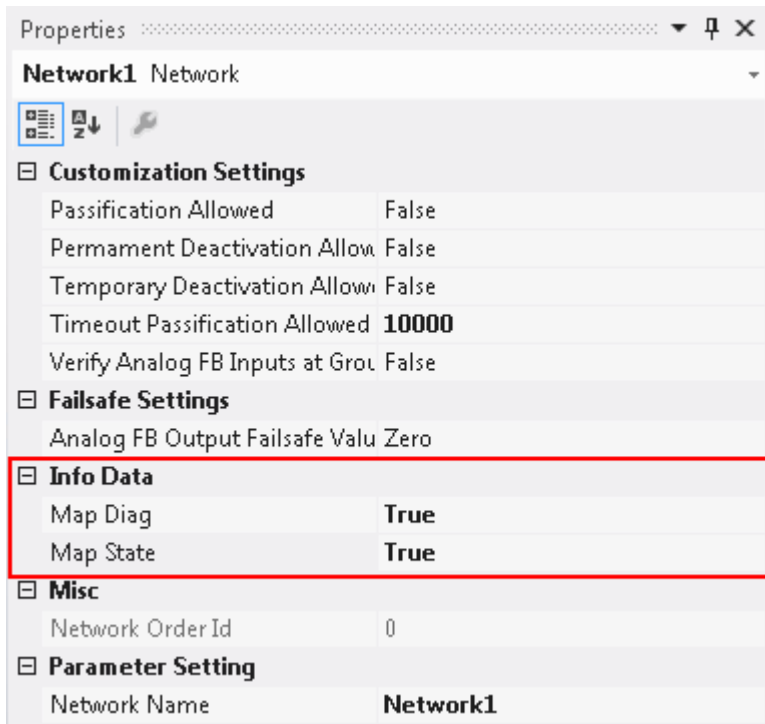 Properties
Network1 Network
Customization Settings
Passification Allowed False
Permament Deactivation Allow False
Temporary Deactivation Allow False
Timeout Passification Allowed 10000
Verify Analog FB Inputs at Grou False
Failsafe Settings
Analog FB Output Failsafe Valu Zero
Info Data
Map Diag True
Map State True
Misc
Network Order Id 0
Parameter Setting
Network Name Network1